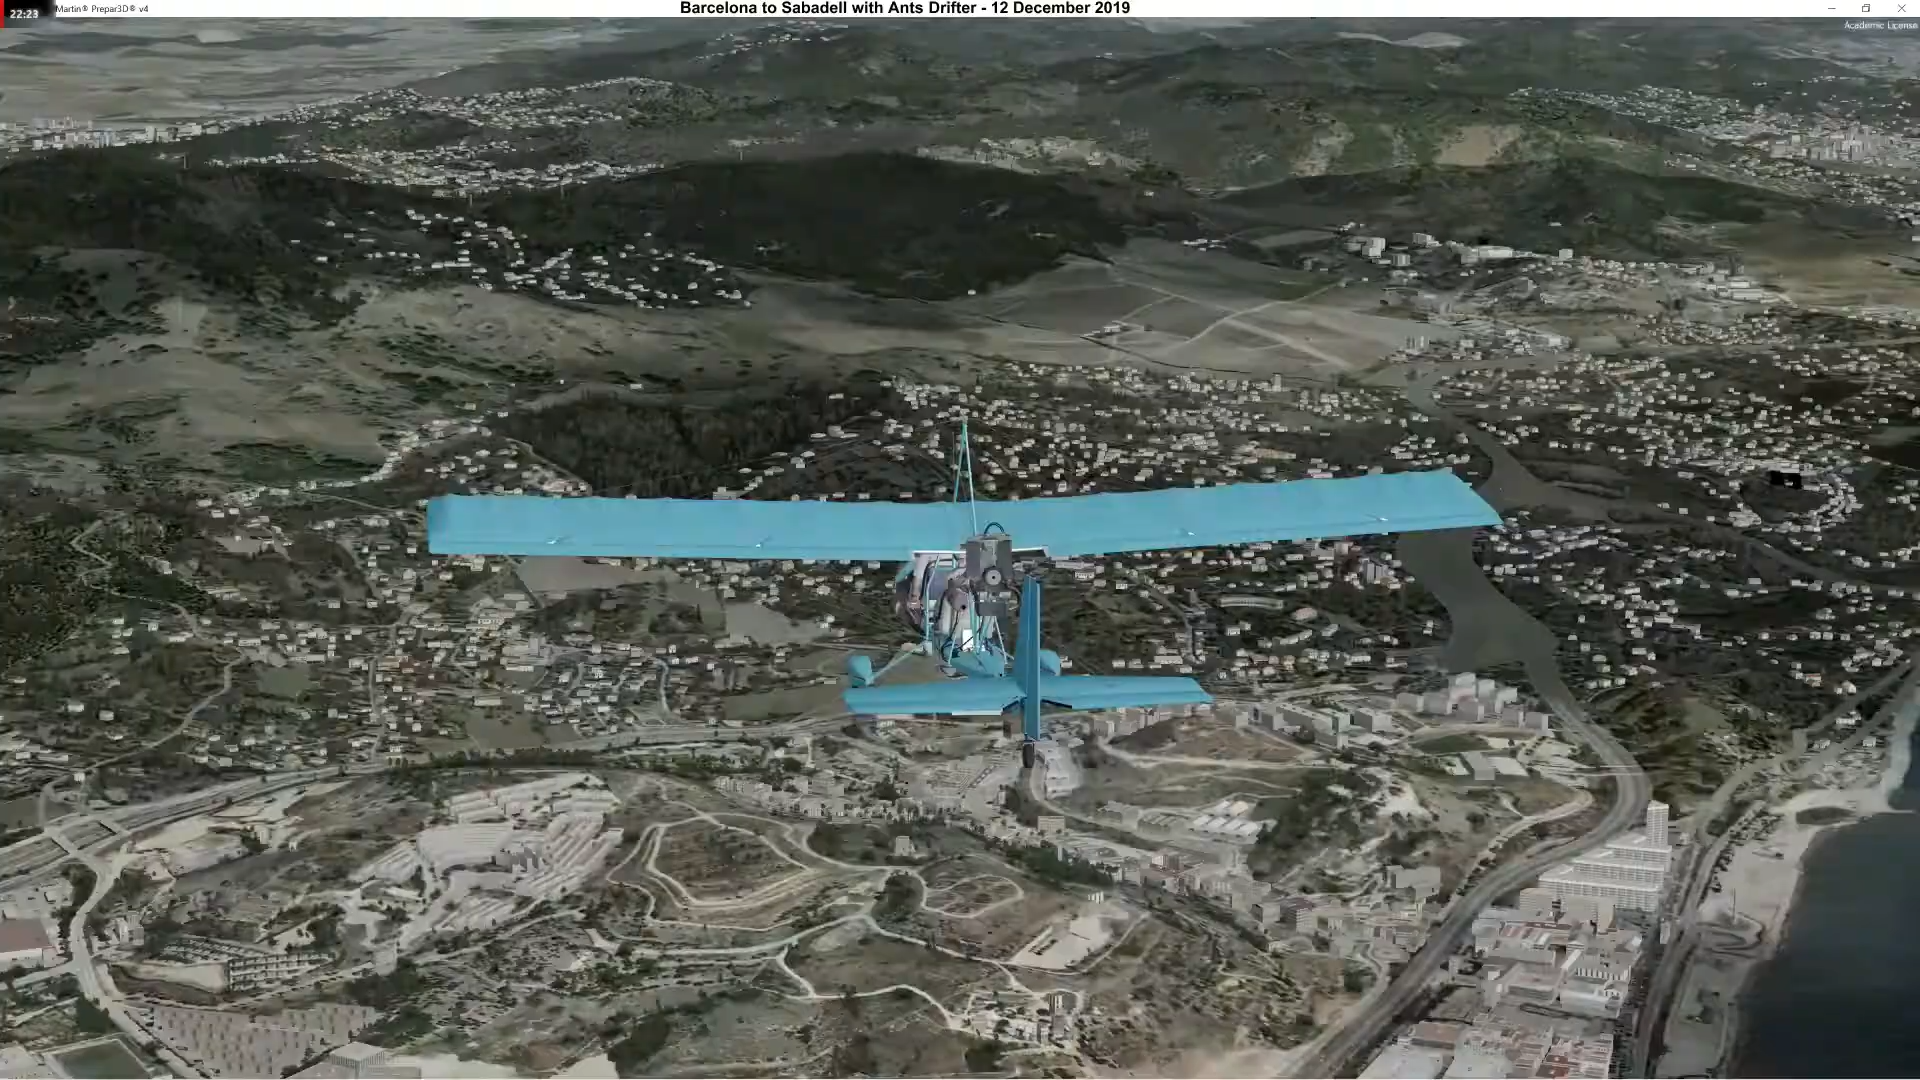 22:23
Martin® Prepar3D® v4
Barcelona to Sabadell with Ants Drifter - 12 December 2019
Academic License